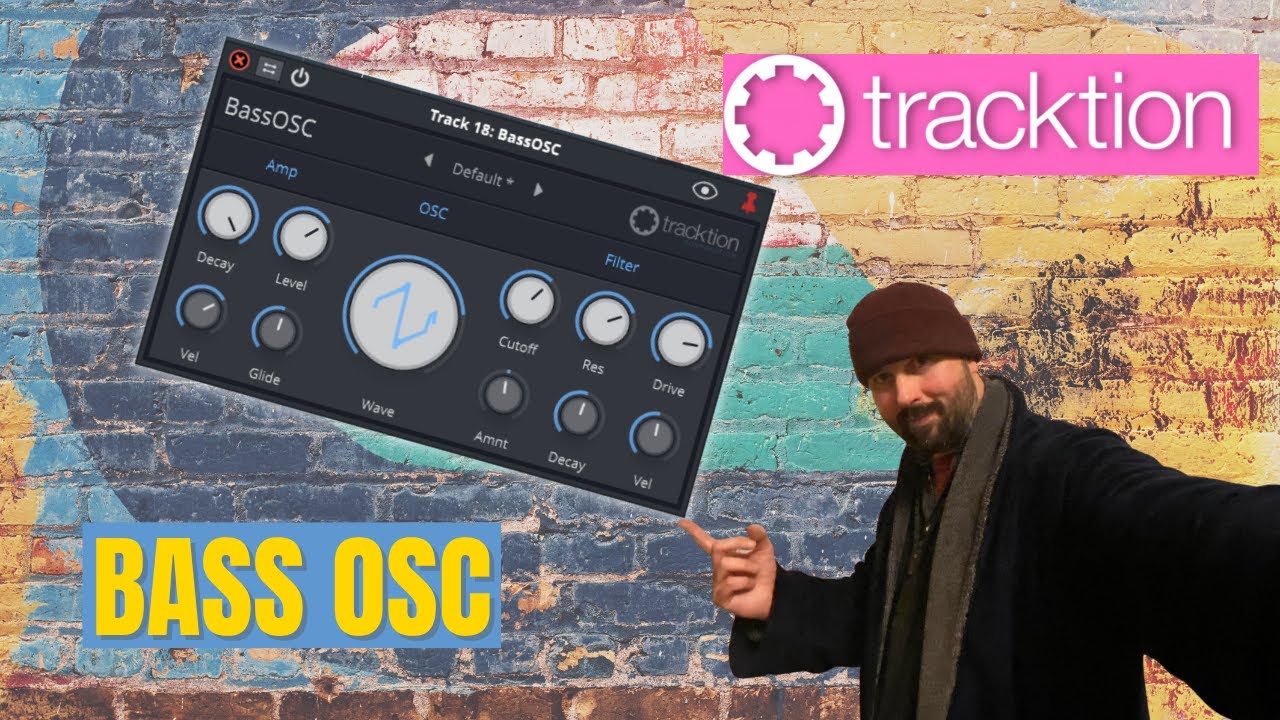 tracktion
Track 18: BassOSC
BassOSC
Default *
tracktion
Amp
OSC
Filter
Decay
Level
Cutoff
Res
Drive
Vel
Glide
Wave
Amnt
Decay
Vel
BASS OSC